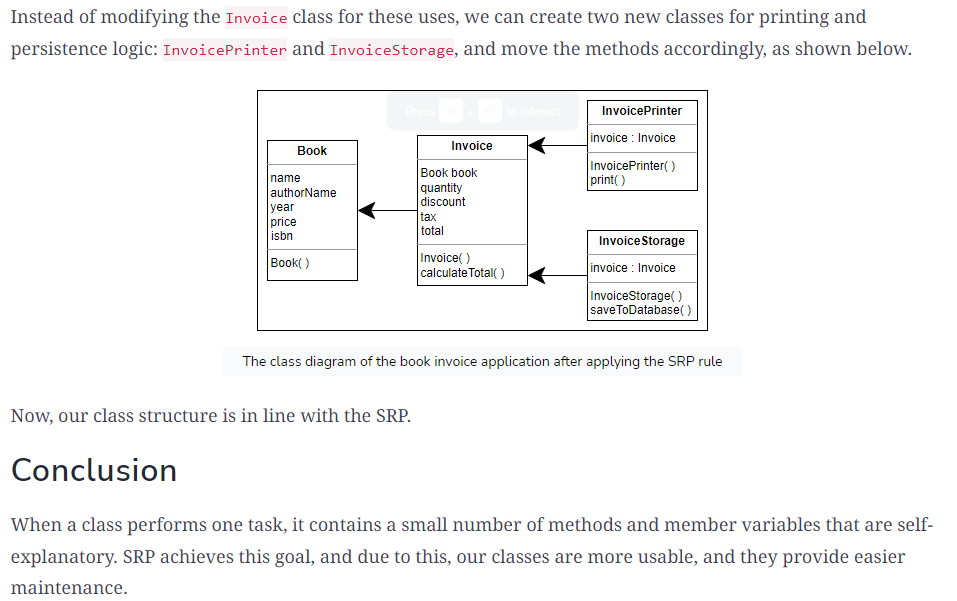 Instead of modifying the Invoice class for these uses, we can create two new classes for printing and
persistence logic: InvoicePrinter and InvoiceStorage, and move the methods accordingly, as shown below.
Press + to interact
Book
name
authorName
year
price
isbn
Book( )
Invoice
Book book
quantity
discount
tax
total
Invoice( )
calculateTotal( )
InvoicePrinter
invoice : Invoice
InvoicePrinter( )
print( )
InvoiceStorage
invoice : Invoice
InvoiceStorage( )
saveToDatabase( )
The class diagram of the book invoice application after applying the SRP rule
Now, our class structure is in line with the SRP.
Conclusion
When a class performs one task, it contains a small number of methods and member variables that are self-
explanatory. SRP achieves this goal, and due to this, our classes are more usable, and they provide easier
maintenance.